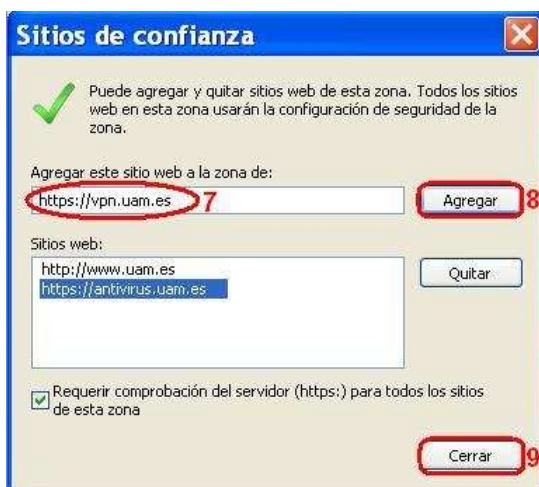 Sitios de confianza
Puede agregar y quitar sitios web de esta zona. Todos los sitios
web en esta zona usarán la configuración de seguridad de la
zona.
Agregar este sitio web a la zona de:
https://vpn.uam.es 7 Agregar 8
Sitios web:
http://www.uam.es
https://antivirus.uam.es
Quitar
Requerir comprobación del servidor (https:) para todos los sitios
de esta zona
Cerrar 9